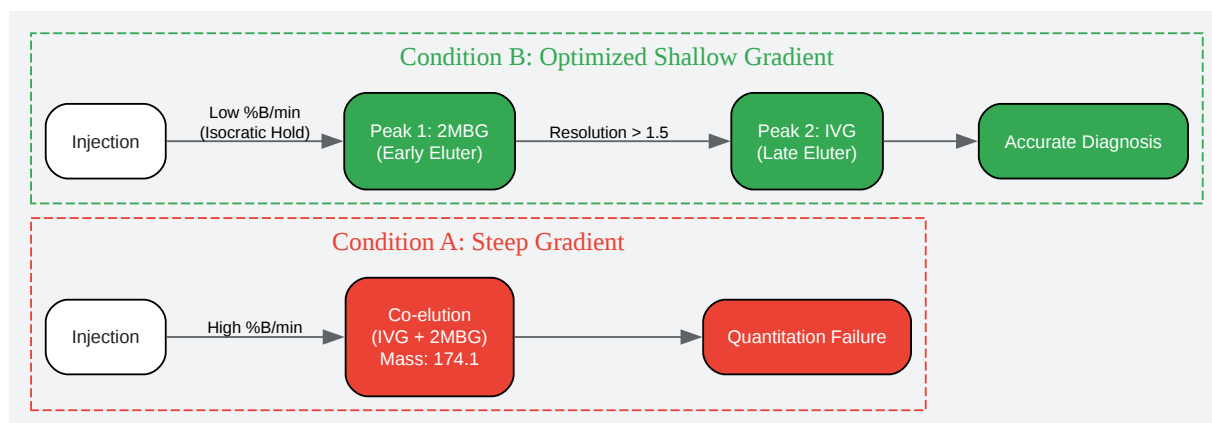 Condition B: Optimized Shallow Gradient
Injection
Low %B/min
(Isocratic Hold)
Peak 1: 2MBG
(Early Eluter)
Resolution > 1.5
Peak 2: IVG
(Late Eluter)
Accurate Diagnosis
Condition A: Steep Gradient
Injection
High %B/min
Co-elution
(IVG + 2MBG)
Mass: 174.1
Quantitation Failure